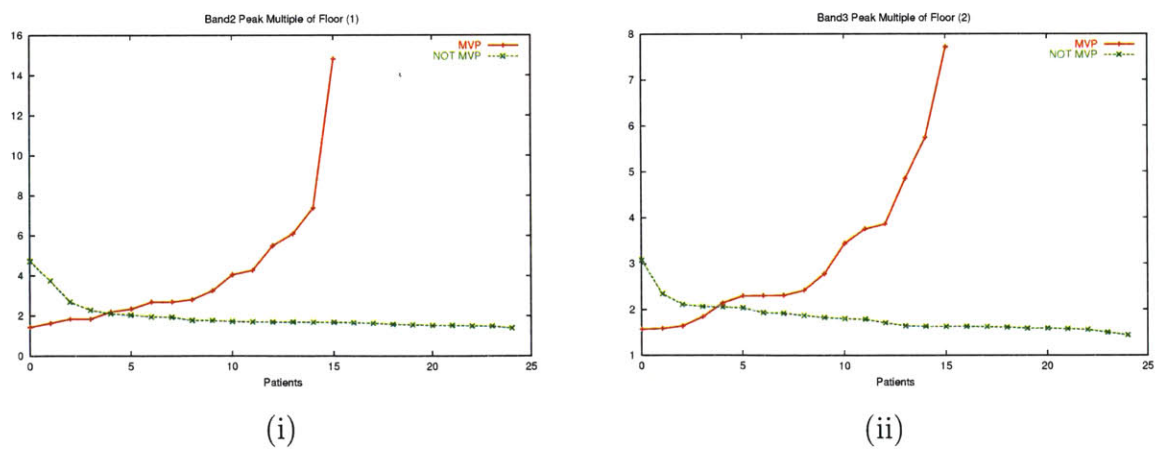 Band2 Peak Multiple of Floor (1)
16
14
12
10
8
6
4
2
0
0 5 10 15 20 25
Patients
MVP
NOT MVP
(i)
Band3 Peak Multiple of Floor (2)
8
7
6
5
4
3
2
1
0 5 10 15 20 25
Patients
MVP
NOT MVP
(ii)